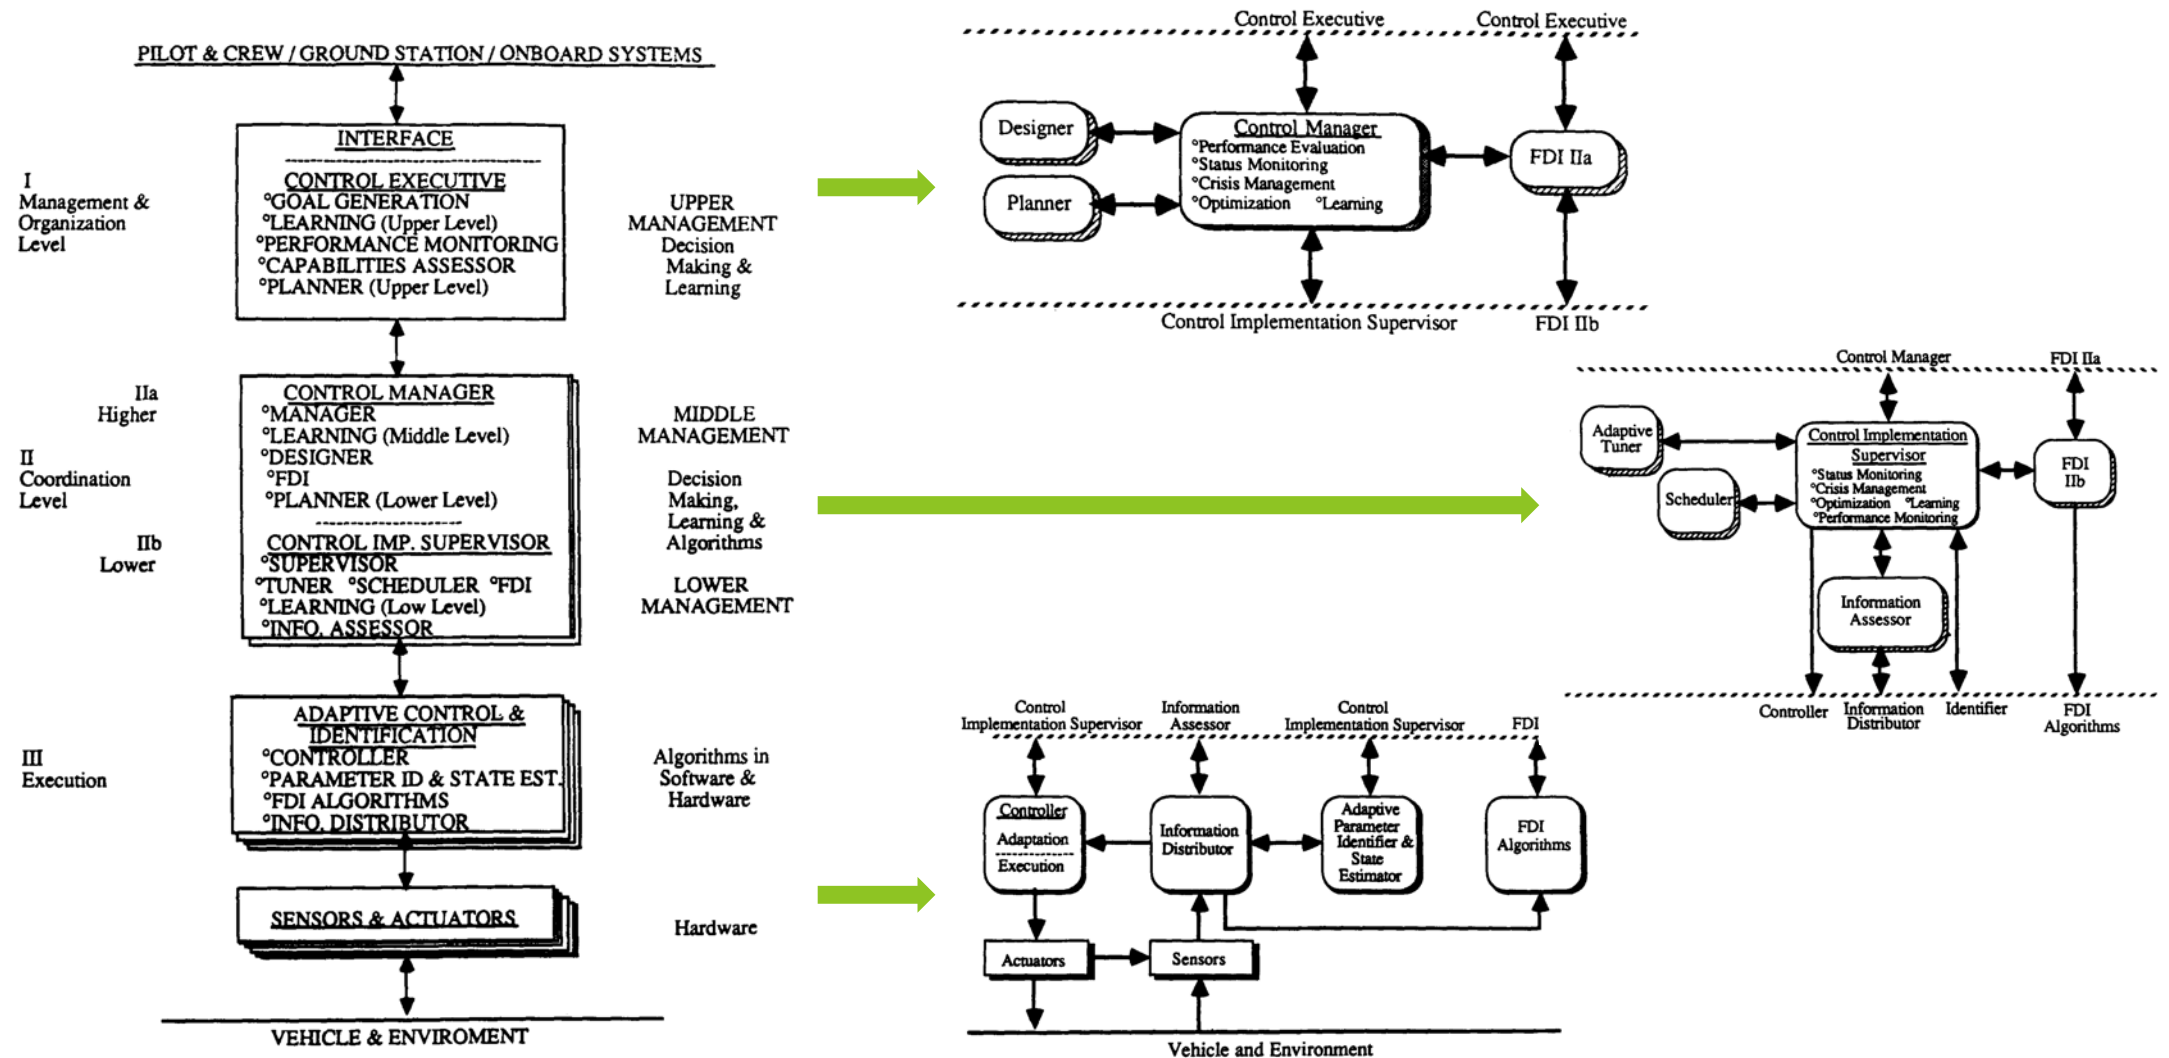 PILOT & CREW / GROUND STATION / ONBOARD SYSTEMS
INTERFACE
CONTROL EXECUTIVE
°GOAL GENERATION
°LEARNING (Upper Level)
°PERFORMANCE MONITORING
°CAPABILITIES ASSESSOR
°PLANNER (Upper Level)
I
Management &
Organization
Level
UPPER
MANAGEMENT
Decision
Making &
Learning
IIa
Higher
II
Coordination
Level
IIb
Lower
CONTROL MANAGER
°MANAGER
°LEARNING (Middle Level)
°DESIGNER
°FDI
°PLANNER (Lower Level)
CONTROL IMP. SUPERVISOR
°SUPERVISOR
°TUNER °SCHEDULER °FDI
°LEARNING (Low Level)
°INFO. ASSESSOR
MIDDLE
MANAGEMENT
Decision
Making,
Learning &
Algorithms
LOWER
MANAGEMENT
III
Execution
ADAPTIVE CONTROL &
IDENTIFICATION
°CONTROLLER
°PARAMETER ID & STATE EST.
°FDI ALGORITHMS
°INFO. DISTRIBUTOR
Algorithms in
Software &
Hardware
SENSORS & ACTUATORS
Hardware
VEHICLE & ENVIROMENT
Control Executive
Control Executive
Designer
Planner
Control Manager
°Performance Evaluation
°Status Monitoring
°Crisis Management
°Optimization °Learning
FDI IIa
Control Implementation Supervisor
FDI IIb
Control Manager
FDI IIa
Adaptive
Tuner
Scheduler
Control Implementation
Supervisor
°Status Monitoring
°Crisis Management
°Optimization °Learning
°Performance Monitoring
FDI
IIb
Information
Assessor
Controller
Information
Distributor
Identifier
FDI
Algorithms
Control
Implementation Supervisor
Information
Assessor
Control
Implementation Supervisor
FDI
Controller
Adaptation
Execution
Information
Distributor
Adaptive
Parameter
Identifier &
State
Estimator
FDI
Algorithms
Actuators
Sensors
Vehicle and Environment